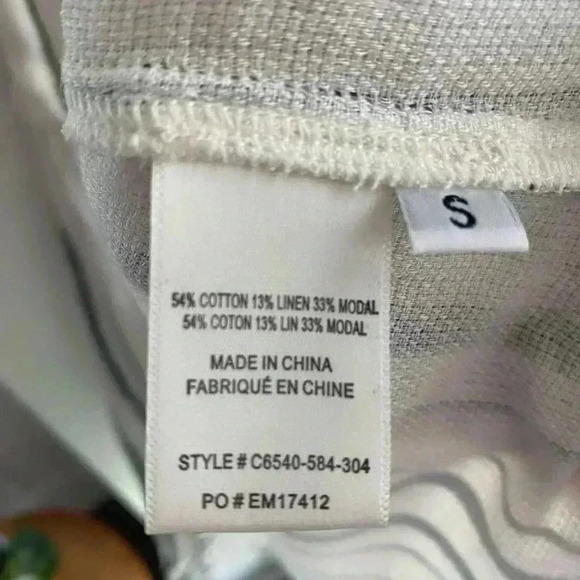 S
54% COTTON 13% LINEN 33% MODAL
54% COTON 13% LIN 33% MODAL
MADE IN CHINA
FABRIQUÉ EN CHINE
STYLE # C6540-584-304
PO # EM17412